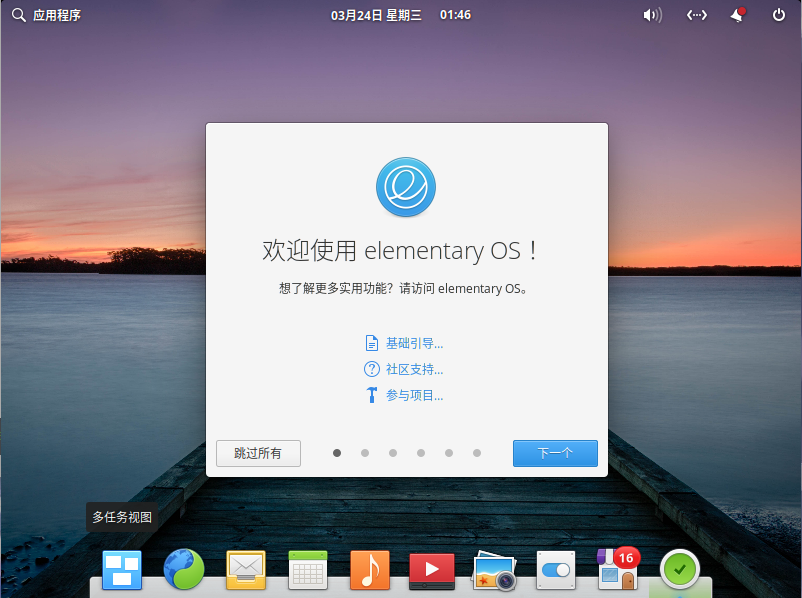 应用程序
03月24日 星期三 01:46
欢迎使用 elementary OS！
想了解更多实用功能？请访问 elementary OS。
基础引导...
社区支持...
参与项目...
跳过所有
下一个
多任务视图
16